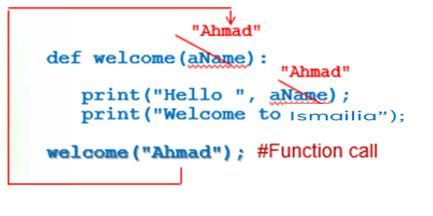 "Ahmad"
def welcome(aName):
"Ahmad"
print("Hello ", aName);
print("Welcome to Ismailia”);
welcome("Ahmad"); #Function call